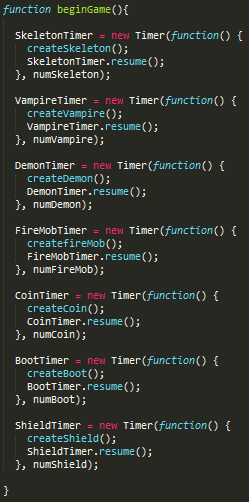 function beginGame(){
SkeletonTimer = new Timer(function() {
createSkeleton();
SkeletonTimer.resume();
}, numSkeleton);
VampireTimer = new Timer(function() {
createVampire();
VampireTimer.resume();
}, numVampire);
DemonTimer = new Timer(function() {
createDemon();
DemonTimer.resume();
}, numDemon);
FireMobTimer = new Timer(function() {
createfireMob();
FireMobTimer.resume();
}, numFireMob);
CoinTimer = new Timer(function() {
createCoin();
CoinTimer.resume();
}, numCoin);
BootTimer = new Timer(function() {
createBoot();
BootTimer.resume();
}, numBoot);
ShieldTimer = new Timer(function() {
createShield();
ShieldTimer.resume();
}, numShield);
}